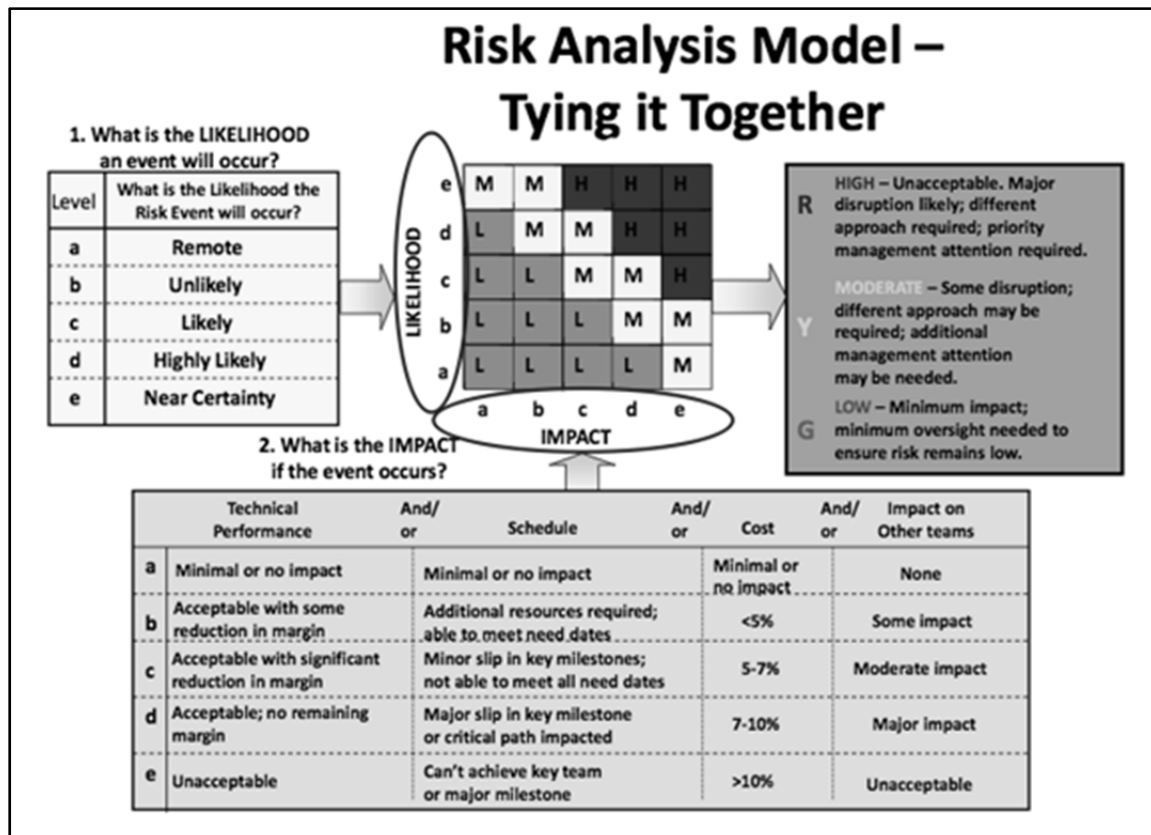 Risk Analysis Model –
Tying it Together
1. What is the LIKELIHOOD
an event will occur?
Level
What is the Likelihood the
Risk Event will occur?
a Remote
b Unlikely
c Likely
d Highly Likely
e Near Certainty
LIKELIHOOD
e M M H H H
d L M M H H
c L L M M H
b L L L M M
a L L L L M
a b c d e
IMPACT
2. What is the IMPACT
if the event occurs?
R
HIGH – Unacceptable. Major
disruption likely; different
approach required; priority
management attention required.
Y
MODERATE – Some disruption;
different approach may be
required; additional
management attention
may be needed.
G
LOW – Minimum impact;
minimum oversight needed to
ensure risk remains low.
Technical
Performance
And/
or
Schedule
And/
or
Cost
And/
or
Impact on
Other teams
a
Minimal or no impact
Minimal or no impact
Minimal or
no impact
None
b
Acceptable with some
reduction in margin
Additional resources required;
able to meet need dates
<5%
Some impact
c
Acceptable with significant
reduction in margin
Minor slip in key milestones;
not able to meet all need dates
5-7%
Moderate impact
d
Acceptable; no remaining
margin
Major slip in key milestone
or critical path impacted
7-10%
Major impact
e
Unacceptable
Can't achieve key team
or major milestone
>10%
Unacceptable